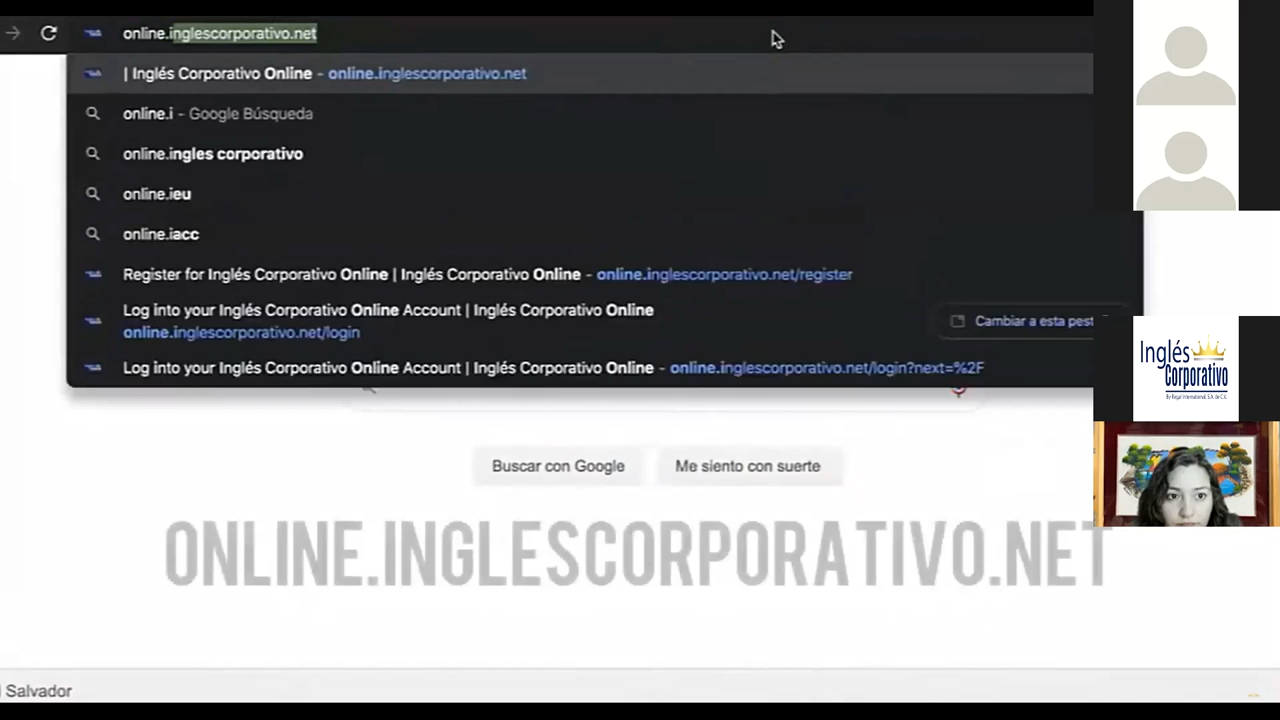 online.inglescorporativo.net
| Inglés Corporativo Online - online.inglescorporativo.net
online.i - Google Búsqueda
online.ingles corporativo
online.ieu
online.iacc
Register for Inglés Corporativo Online | Inglés Corporativo Online - online.inglescorporativo.net/register
Log into your Inglés Corporativo Online Account | Inglés Corporativo Online
online.inglescorporativo.net/login
Cambiar a esta pest
Log into your Inglés Corporativo Online Account | Inglés Corporativo Online - online.inglescorporativo.net/login?next=%2F
Inglés
Corporativo
By Regal International, S.A. de C.V.
Buscar con Google
Me siento con suerte
ONLINE.INGLESCORPORATIVO.NET
l Salvador